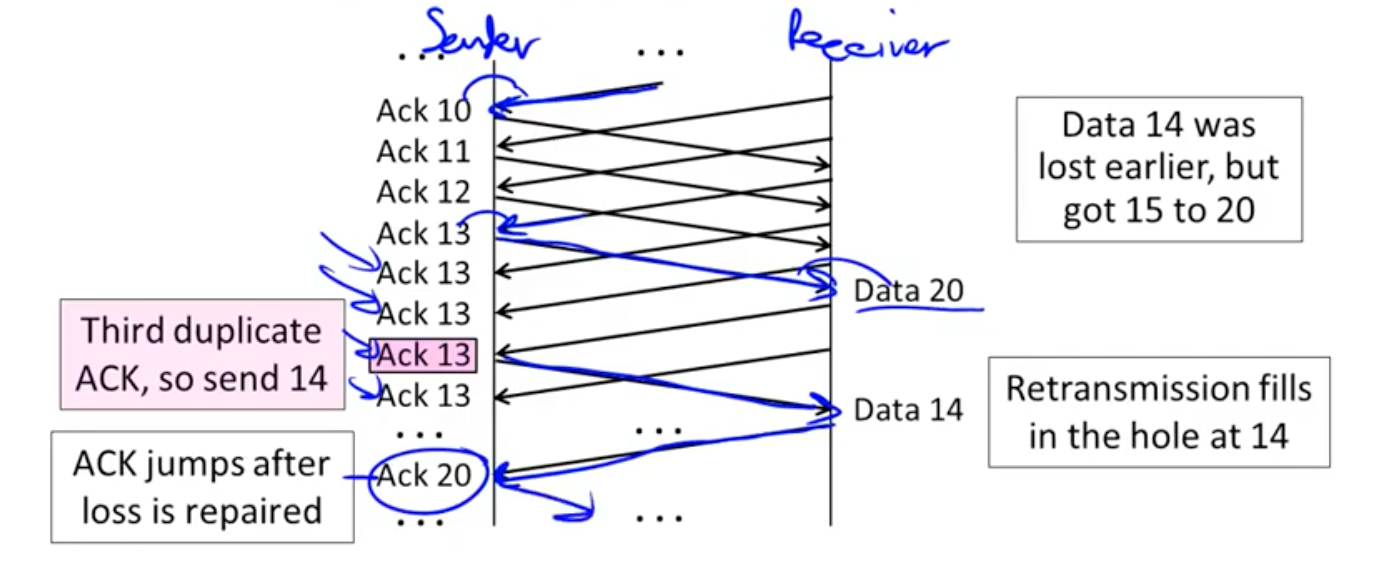 Sender
Receiver
...
...
Ack 10
Ack 11
Ack 12
Ack 13
Ack 13
Ack 13
Ack 13
Ack 13
...
Ack 20
...
Third duplicate
ACK, so send 14
ACK jumps after
loss is repaired
Data 20
Data 14
...
...
Data 14 was
lost earlier, but
got 15 to 20
Retransmission fills
in the hole at 14